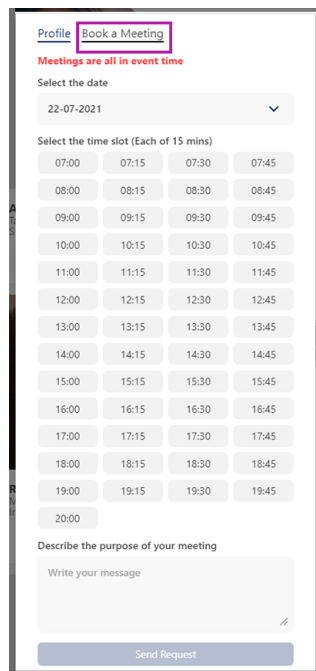 Profile Book a Meeting
Meetings are all in event time
Select the date
22-07-2021
Select the time slot (Each of 15 mins)
07:00 07:15 07:30 07:45
08:00 08:15 08:30 08:45
09:00 09:15 09:30 09:45
10:00 10:15 10:30 10:45
11:00 11:15 11:30 11:45
12:00 12:15 12:30 12:45
13:00 13:15 13:30 13:45
14:00 14:15 14:30 14:45
15:00 15:15 15:30 15:45
16:00 16:15 16:30 16:45
17:00 17:15 17:30 17:45
18:00 18:15 18:30 18:45
19:00 19:15 19:30 19:45
20:00
Describe the purpose of your meeting
Write your message
Send Request